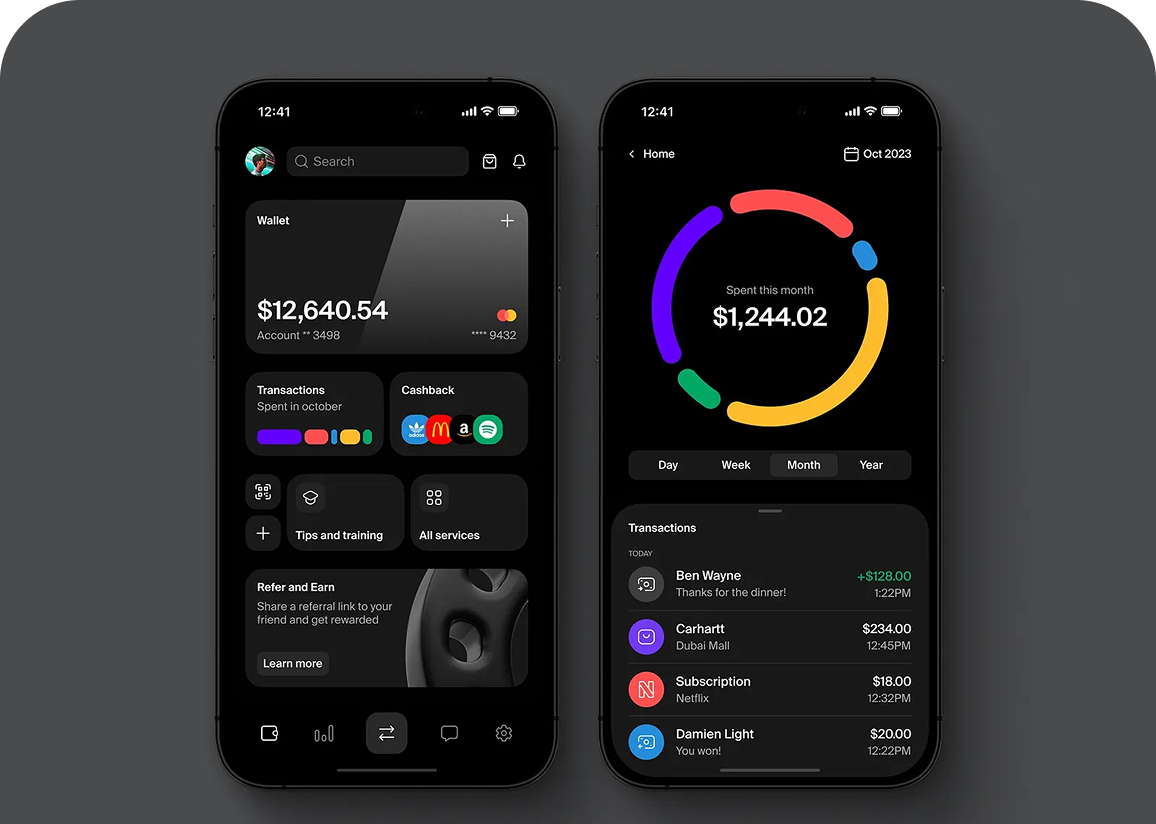 12:41
Search
Wallet
$12,640.54
Account ** 3498
**** 9432
Transactions
Spent in october
Cashback
adidas
a
Tips and training
All services
Refer and Earn
Share a referral link to your
friend and get rewarded
Learn more
12:41
Home
Oct 2023
Spent this month
$1,244.02
Day
Week
Month
Year
Transactions
TODAY
Ben Wayne
+$128.00
Thanks for the dinner!
1:22PM
Carhartt
$234.00
Dubai Mall
12:45PM
Subscription
$18.00
Netflix
12:32PM
Damien Light
$20.00
You won!
12:22PM